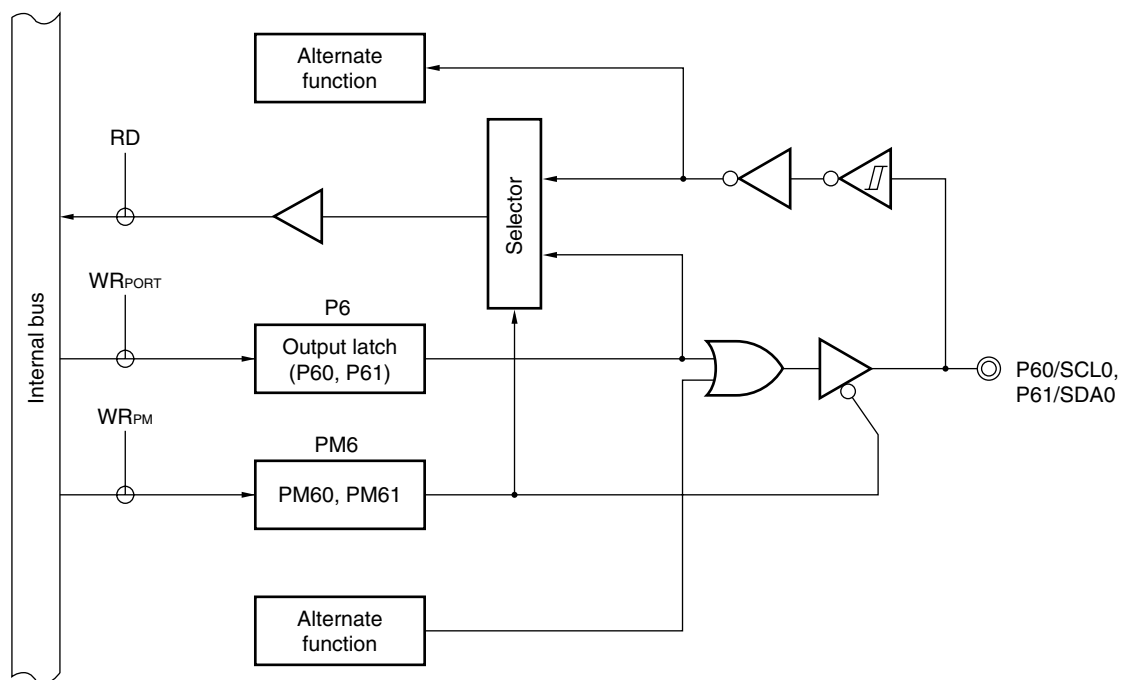 Alternate
function
RD
Selector
WRPORT
P6
Internal bus
Output latch
(P60, P61)
P60/SCL0,
P61/SDA0
WRPM
PM6
PM60, PM61
Alternate
function